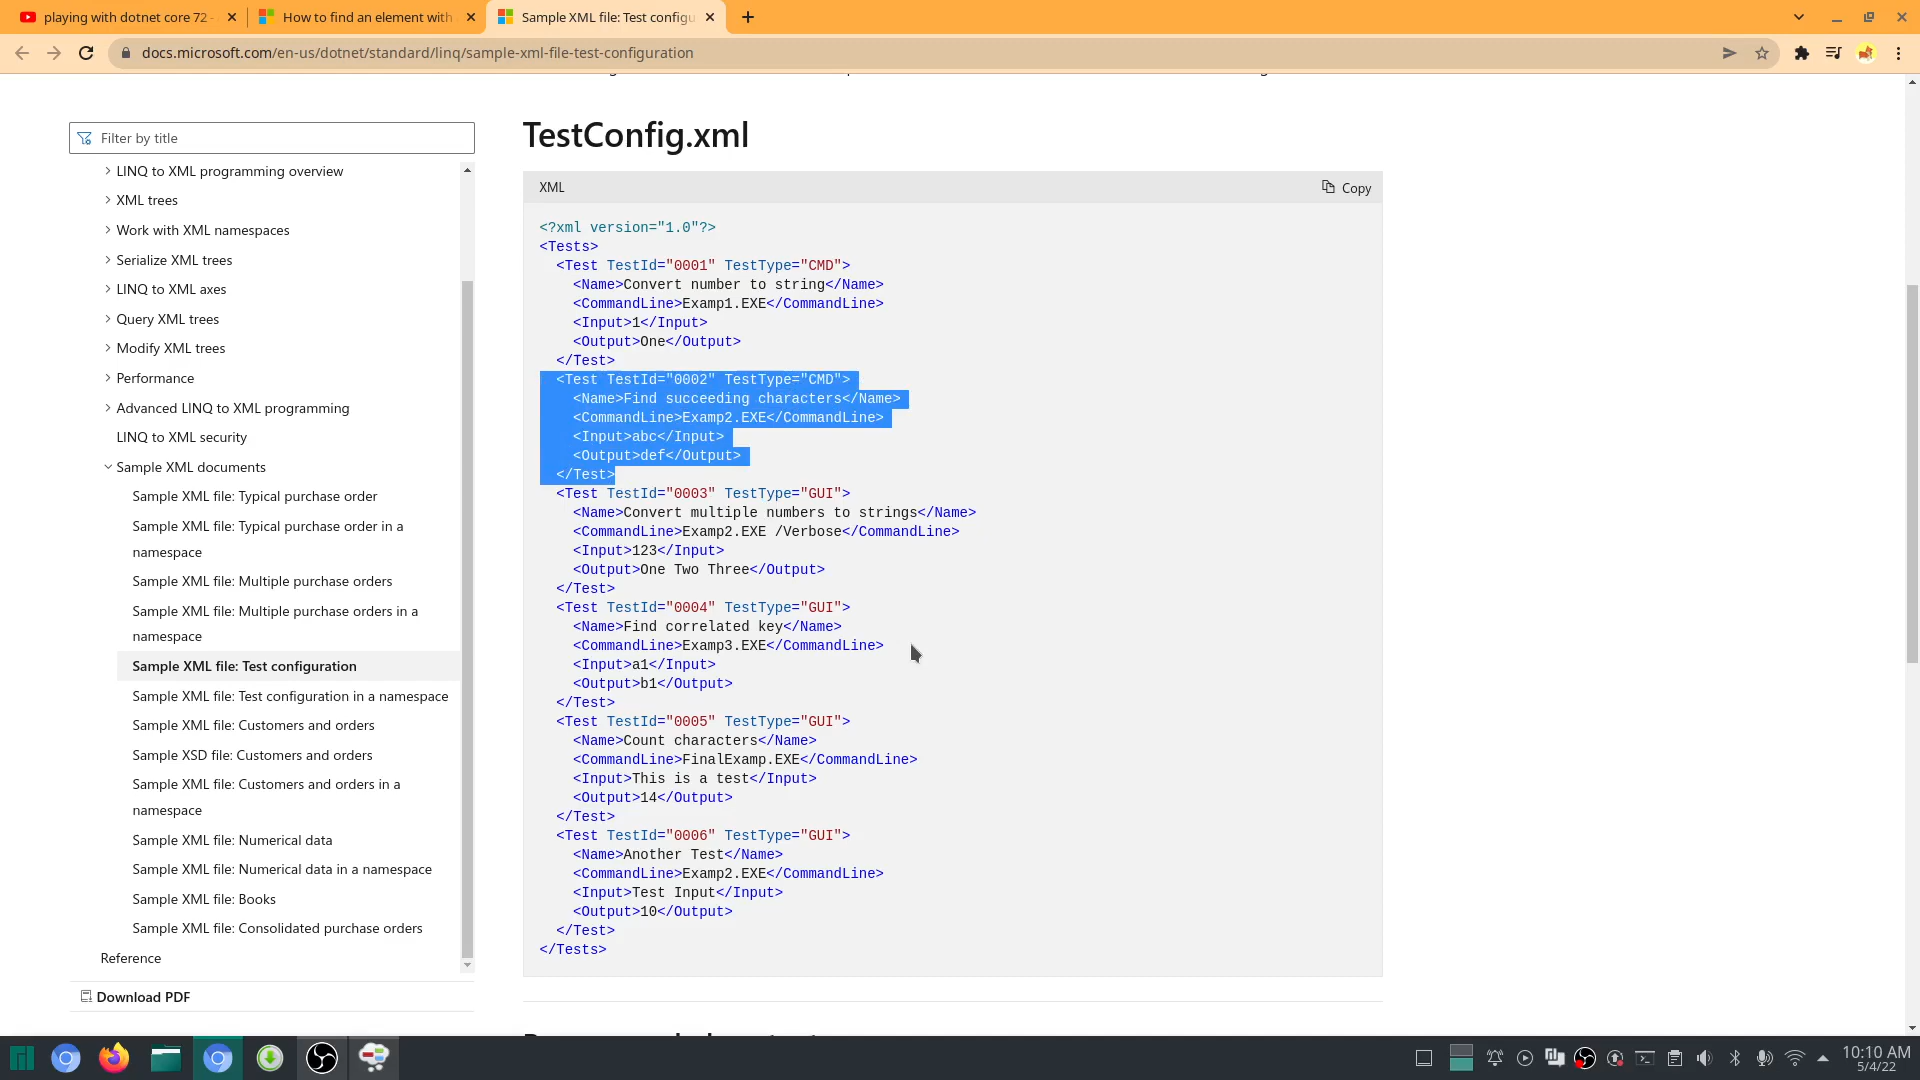 playing with dotnet core 72 -
How to find an element with
Sample XML file: Test configu
docs.microsoft.com/en-us/dotnet/standard/linq/sample-xml-file-test-configuration
Filter by title
LINQ to XML programming overview
XML trees
Work with XML namespaces
Serialize XML trees
LINQ to XML axes
Query XML trees
Modify XML trees
Performance
Advanced LINQ to XML programming
LINQ to XML security
Sample XML documents
Sample XML file: Typical purchase order
Sample XML file: Typical purchase order in a
namespace
Sample XML file: Multiple purchase orders
Sample XML file: Multiple purchase orders in a
namespace
Sample XML file: Test configuration
Sample XML file: Test configuration in a namespace
Sample XML file: Customers and orders
Sample XSD file: Customers and orders
Sample XML file: Customers and orders in a
namespace
Sample XML file: Numerical data
Sample XML file: Numerical data in a namespace
Sample XML file: Books
Sample XML file: Consolidated purchase orders
Reference
Download PDF
TestConfig.xml
XML
Copy
<?xml version="1.0"?>
<Tests>
  <Test TestId="0001" TestType="CMD">
    <Name>Convert number to string</Name>
    <CommandLine>Examp1.EXE</CommandLine>
    <Input>1</Input>
    <Output>One</Output>
  </Test>
  <Test TestId="0002" TestType="CMD">
    <Name>Find succeeding characters</Name>
    <CommandLine>Examp2.EXE</CommandLine>
    <Input>abc</Input>
    <Output>def</Output>
  </Test>
  <Test TestId="0003" TestType="GUI">
    <Name>Convert multiple numbers to strings</Name>
    <CommandLine>Examp2.EXE /Verbose</CommandLine>
    <Input>123</Input>
    <Output>One Two Three</Output>
  </Test>
  <Test TestId="0004" TestType="GUI">
    <Name>Find correlated key</Name>
    <CommandLine>Examp3.EXE</CommandLine>
    <Input>a1</Input>
    <Output>b1</Output>
  </Test>
  <Test TestId="0005" TestType="GUI">
    <Name>Count characters</Name>
    <CommandLine>FinalExamp.EXE</CommandLine>
    <Input>This is a test</Input>
    <Output>14</Output>
  </Test>
  <Test TestId="0006" TestType="GUI">
    <Name>Another Test</Name>
    <CommandLine>Examp2.EXE</CommandLine>
    <Input>Test Input</Input>
    <Output>10</Output>
  </Test>
</Tests>
10:10 AM
5/4/22